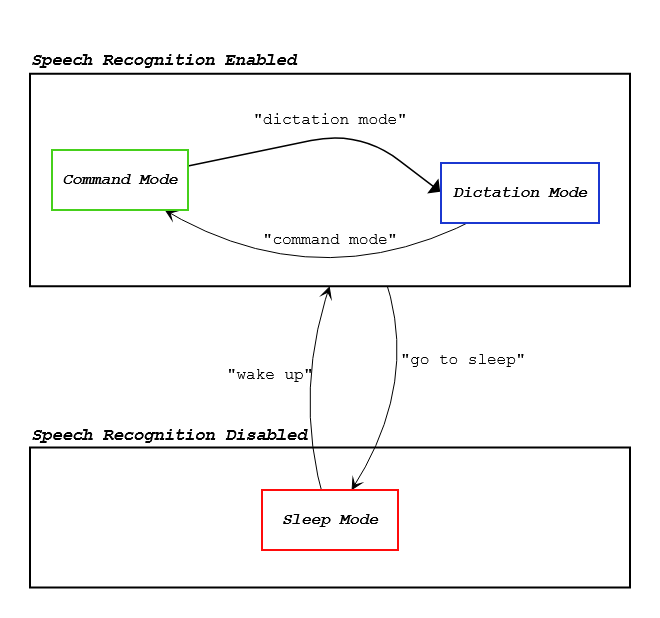 Speech Recognition Enabled
"dictation mode"
Command Mode
Dictation Mode
"command mode"
"go to sleep"
"wake up"
Speech Recognition Disabled
Sleep Mode